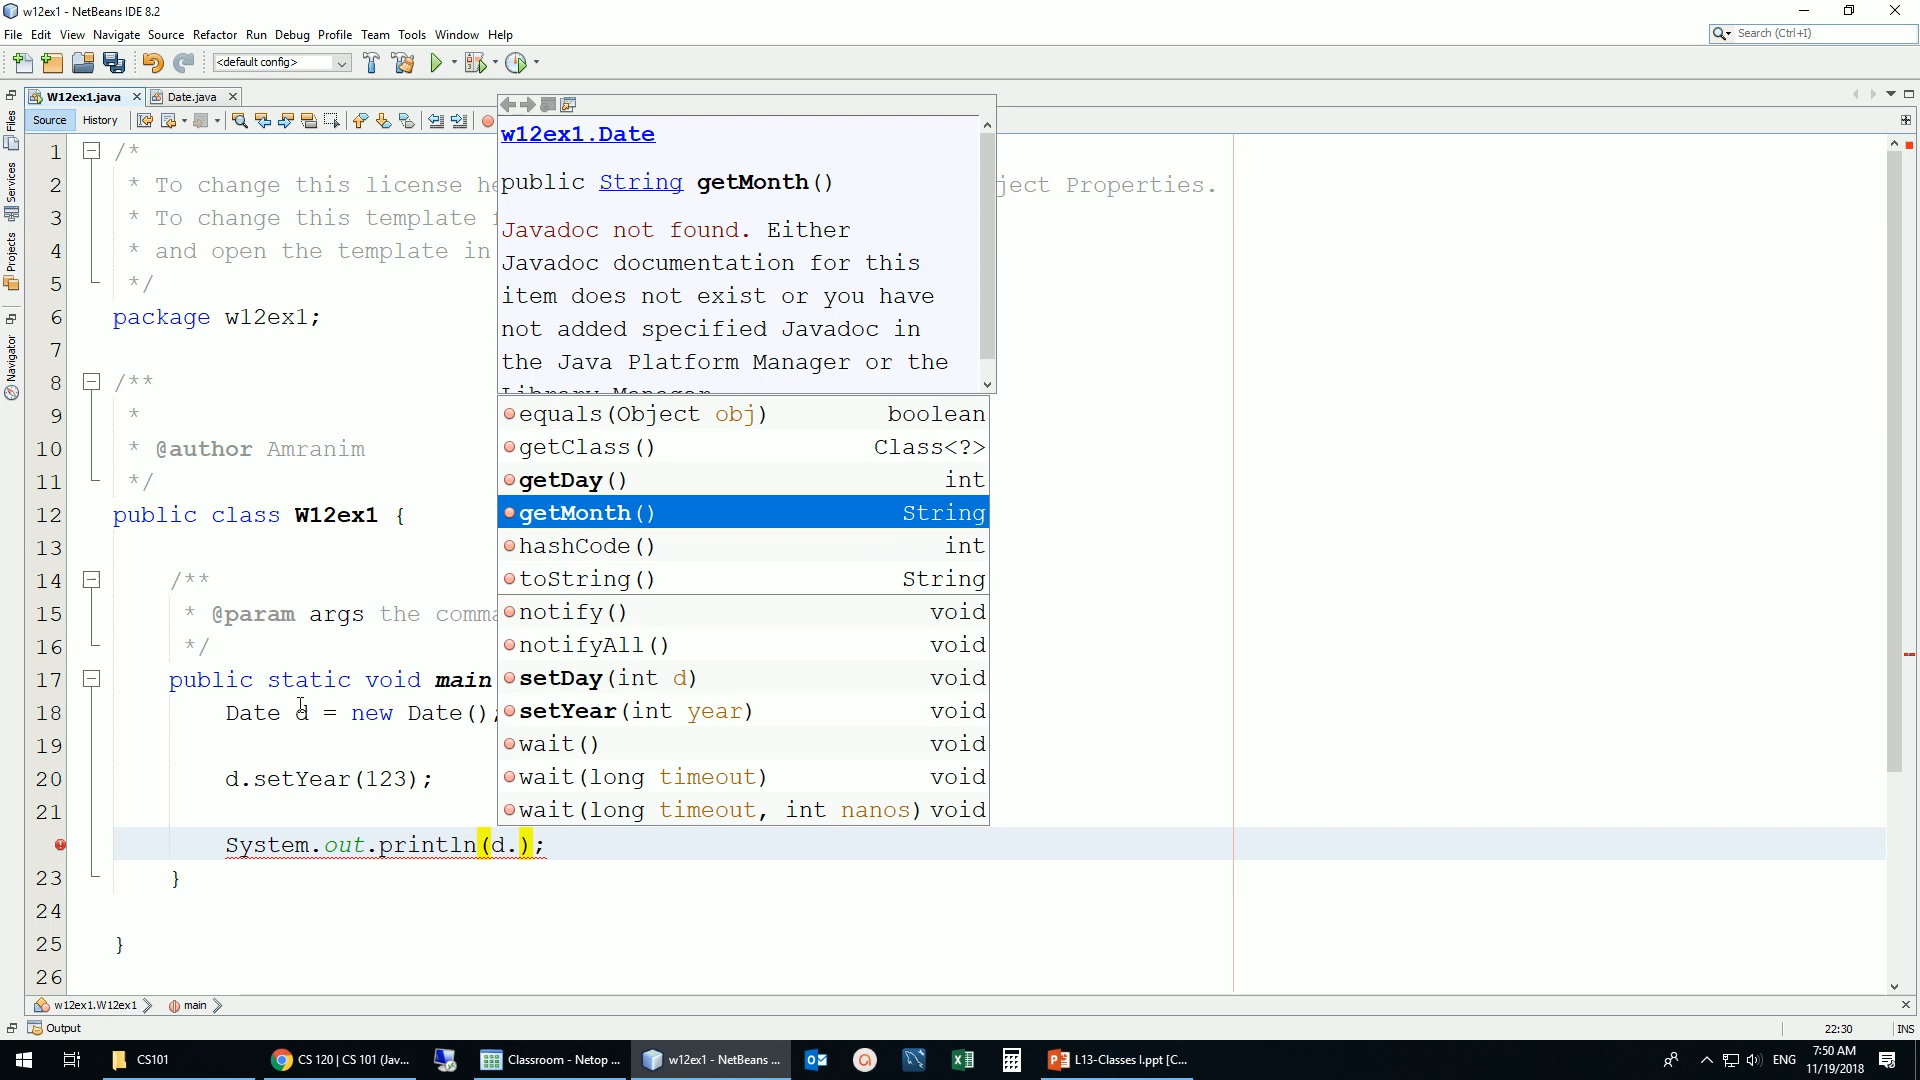 w12ex1 - NetBeans IDE 8.2
File Edit View Navigate Source Refactor Run Debug Profile Team Tools Window Help
Search (Ctrl+I)
<default config>
W12ex1.java
Date.java
Source History
Files
Services
Projects
Navigator
w12ex1.Date
public String getMonth()
Javadoc not found. Either
Javadoc documentation for this
item does not exist or you have
not added specified Javadoc in
the Java Platform Manager or the
Library Manager
1 /*
2 * To change this license he
ject Properties.
3 * To change this template f
4 * and open the template in
5 */
6 package w12ex1;
7
8 /**
9 *
10 * @author Amranim
11 */
12 public class W12ex1 {
13
14 /**
15 * @param args the comma
16 */
17 public static void main
18 Date d = new Date();
19
20 d.setYear(123);
21
System.out.println(d.);
23 }
24
25 }
26
equals(Object obj) boolean
getClass() Class<?>
getDay() int
getMonth() String
hashCode() int
toString() String
notify() void
notifyAll() void
setDay(int d) void
setYear(int year) void
wait() void
wait(long timeout) void
wait(long timeout, int nanos) void
w12ex1.W12ex1
main
Output
22:30 INS
CS101
CS 120 | CS 101 (Jav...
Classroom - Netop ...
w12ex1 - NetBeans ...
L13-Classes I.ppt [C...
ENG
7:50 AM
11/19/2018